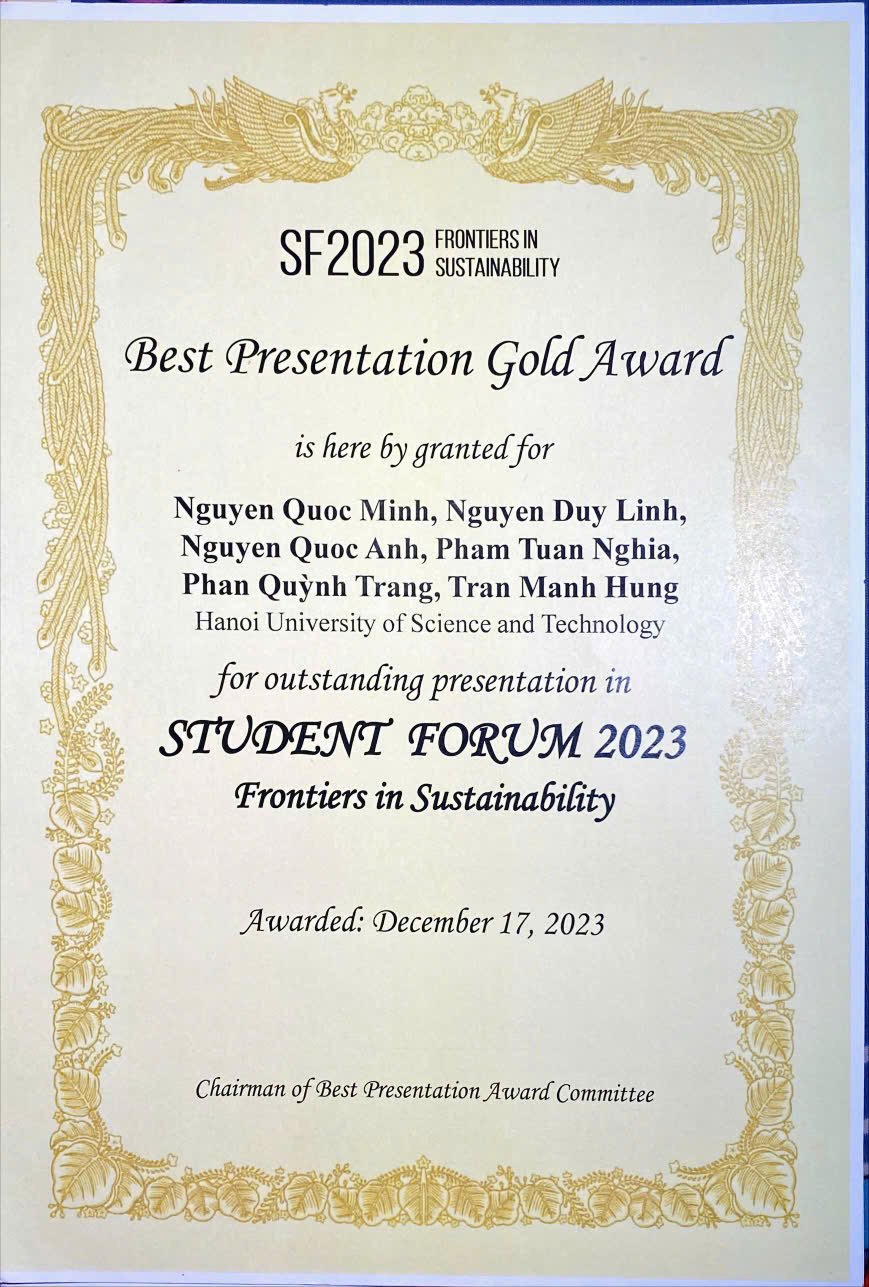 SF2023 FRONTIERS IN
SUSTAINABILITY
Best Presentation Gold Award
is here by granted for
Nguyen Quoc Minh, Nguyen Duy Linh,
Nguyen Quoc Anh, Pham Tuan Nghia,
Phan Quỳnh Trang, Tran Manh Hung
Hanoi University of Science and Technology
for outstanding presentation in
STUDENT FORUM 2023
Frontiers in Sustainability
Awarded: December 17, 2023
Chairman of Best Presentation Award Committee